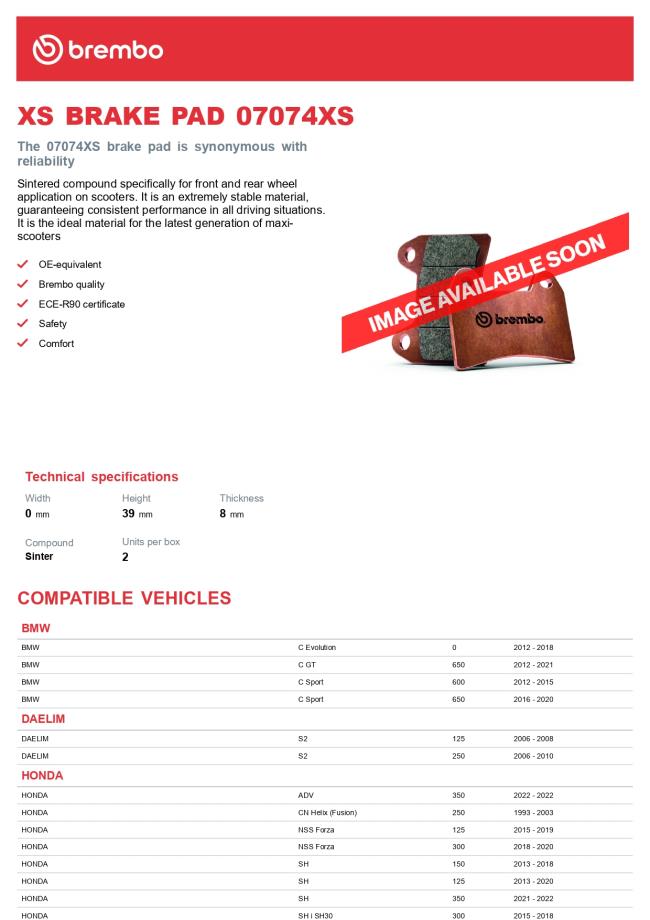 brembo
XS BRAKE PAD 07074XS
The 07074XS brake pad is synonymous with
reliability
Sintered compound specifically for front and rear wheel
application on scooters. It is an extremely stable material,
guaranteeing consistent performance in all driving situations.
It is the ideal material for the latest generation of maxi-
scooters
OE-equivalent
Brembo quality
ECE-R90 certificate
Safety
Comfort
IMAGE AVAILABLE SOON
brembo
Technical specifications
Width Height Thickness
0 mm 39 mm 8 mm
Compound Units per box
Sinter 2
COMPATIBLE VEHICLES
BMW
BMW C Evolution 0 2012 - 2018
BMW C GT 650 2012 - 2021
BMW C Sport 600 2012 - 2015
BMW C Sport 650 2016 - 2020
DAELIM
DAELIM S2 125 2006 - 2008
DAELIM S2 250 2006 - 2010
HONDA
HONDA ADV 350 2022 - 2022
HONDA CN Helix (Fusion) 250 1993 - 2003
HONDA NSS Forza 125 2015 - 2019
HONDA NSS Forza 300 2018 - 2020
HONDA SH 150 2013 - 2018
HONDA SH 125 2013 - 2020
HONDA SH 350 2021 - 2022
HONDA SH i SH30 300 2015 - 2018